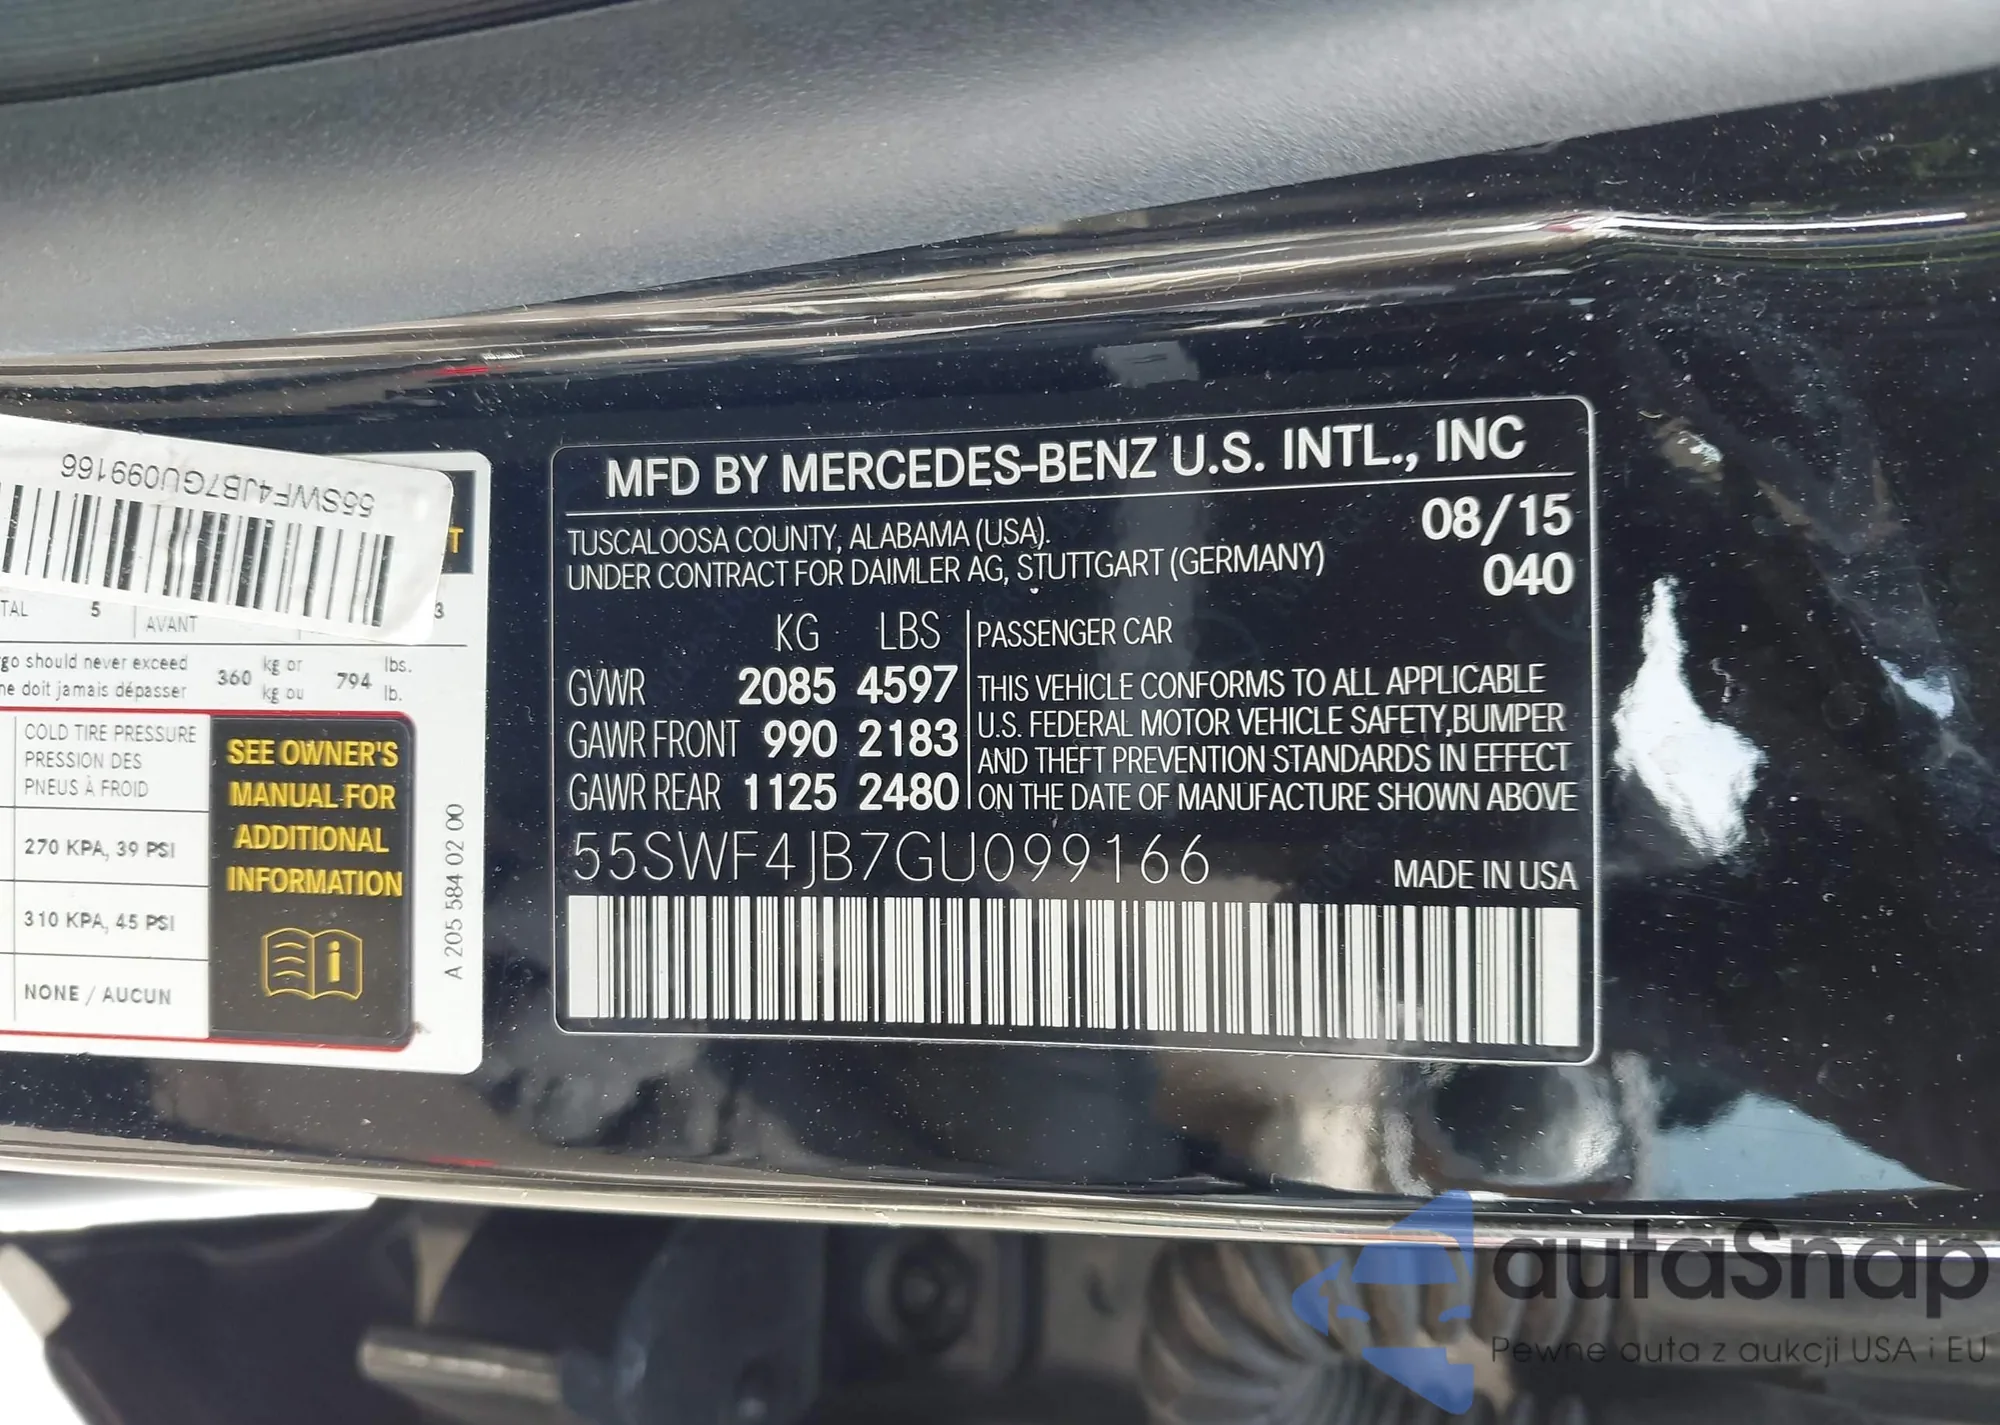 55SWF4JB7GU099166
T
TAL 5 AVANT 3
go should never exceed 360 kg or 794 lbs.
ne doit jamais dépasser kg ou lb.
COLD TIRE PRESSURE
PRESSION DES
PNEUS À FROID
270 KPA, 39 PSI
310 KPA, 45 PSI
NONE / AUCUN
SEE OWNER'S
MANUAL FOR
ADDITIONAL
INFORMATION
i
A 205 584 02 00
MFD BY MERCEDES-BENZ U.S. INTL., INC
TUSCALOOSA COUNTY, ALABAMA (USA). 08/15
UNDER CONTRACT FOR DAIMLER AG, STUTTGART (GERMANY) 040
KG LBS
GVWR 2085 4597
GAWR FRONT 990 2183
GAWR REAR 1125 2480
PASSENGER CAR
THIS VEHICLE CONFORMS TO ALL APPLICABLE
U.S. FEDERAL MOTOR VEHICLE SAFETY,BUMPER
AND THEFT PREVENTION STANDARDS IN EFFECT
ON THE DATE OF MANUFACTURE SHOWN ABOVE
55SWF4JB7GU099166
MADE IN USA
autaSnap
Pewne auta z aukcji USA i EU